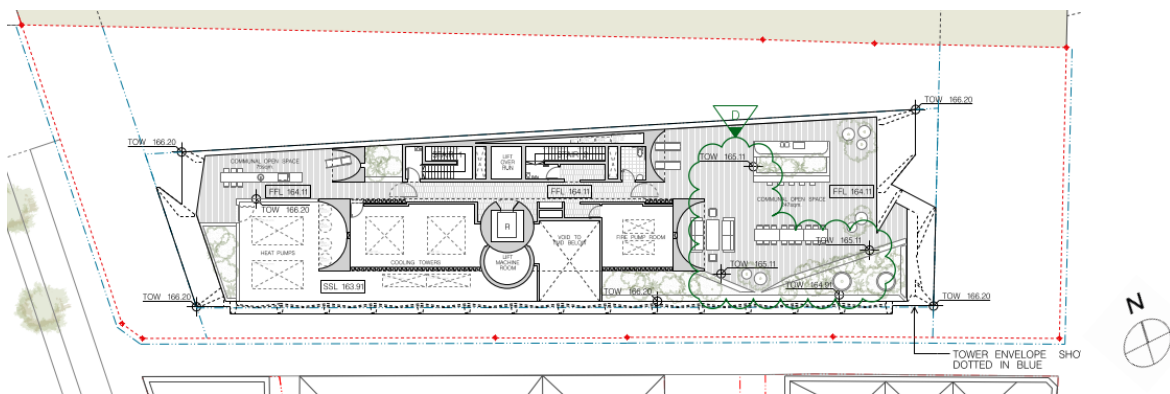 TOW 166.20
D
TOW 166.20
COMMUNAL OPEN SPACE
LIFT
OVER
RUN
TOW 165.11
FFL 164.11
FFL 164.11
FFL 164.11
COMMUNAL OPEN SPACE
TOW 166.20
R
HEAT PUMPS
COOLING TOWERS
LIFT
MACHINE
ROOM
VOID TO
BELOW
FIRE PUMP ROOM
TOW 165.11
TOW 165.11
SSL 163.91
TOW 164.91
TOW 166.20
TOW 166.20
TOW 166.20
N
TOWER ENVELOPE SHO
DOTTED IN BLUE